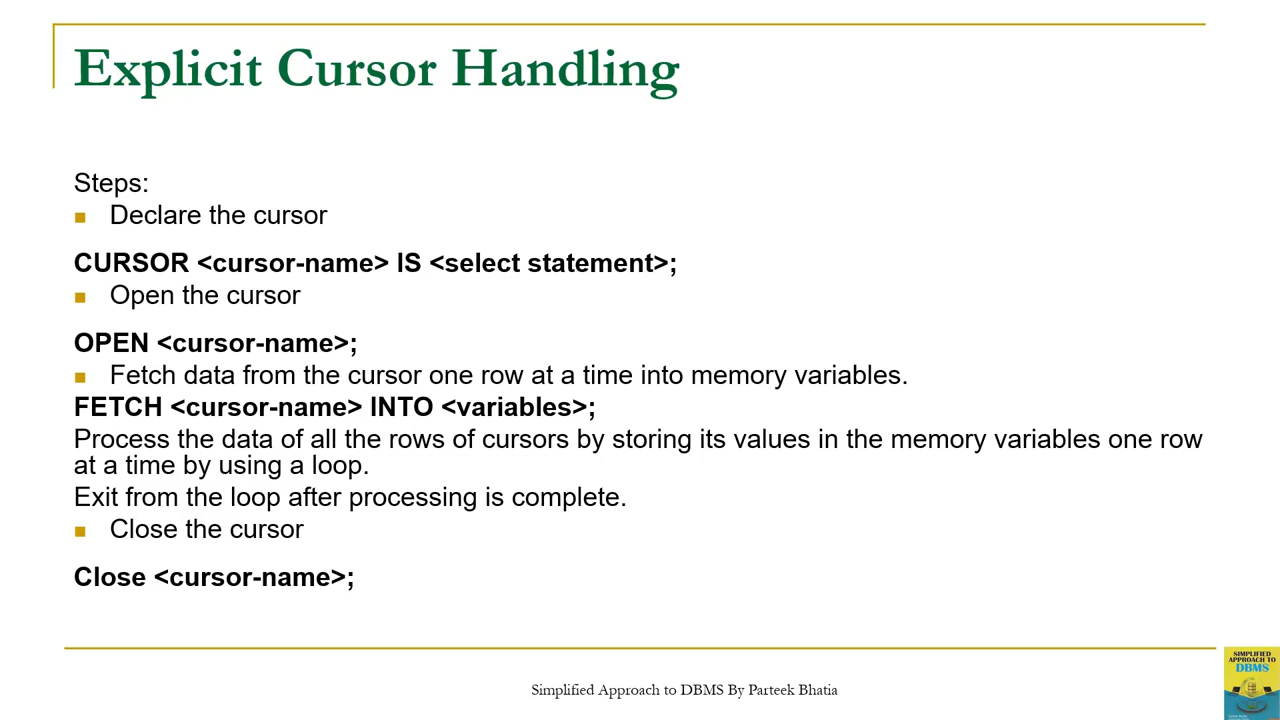 Explicit Cursor Handling
Steps:
Declare the cursor
CURSOR <cursor-name> IS <select statement>;
Open the cursor
OPEN <cursor-name>;
Fetch data from the cursor one row at a time into memory variables.
FETCH <cursor-name> INTO <variables>;
Process the data of all the rows of cursors by storing its values in the memory variables one row
at a time by using a loop.
Exit from the loop after processing is complete.
Close the cursor
Close <cursor-name>;
Simplified Approach to DBMS By Parteek Bhatia
SIMPLIFIED
APPROACH TO
DBMS